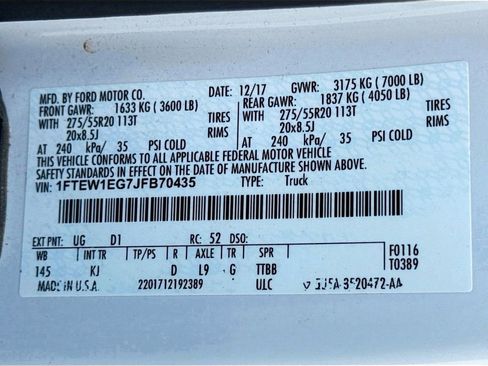 MFD. BY FORD MOTOR CO. DATE: 12/17 GVWR: 3175 KG ( 7000 LB)
FRONT GAWR: 1633 KG ( 3600 LB) REAR GAWR: 1837 KG ( 4050 LB)
WITH 275/55R20 113T TIRES WITH 275/55R20 113T TIRES
20x8.5J RIMS 20x8.5J RIMS
AT 240 kPa/ 35 PSI COLD AT 240 kPa/ 35 PSI COLD
THIS VEHICLE CONFORMS TO ALL APPLICABLE FEDERAL MOTOR VEHICLE
SAFETY STANDARDS IN EFFECT ON THE DATE OF MANUFACTURE SHOWN ABOVE.
VIN: 1FTEW1EG7JFB70435 TYPE: Truck
EXT PNT: UG D1 RC: 52 DSO:
WB INT TR TP/PS R AXLE TR SPR F0116
145 KJ D L9 G TTBB T0389
MADE IN U.S.A. 2201712192389 ULC 3520472-AA